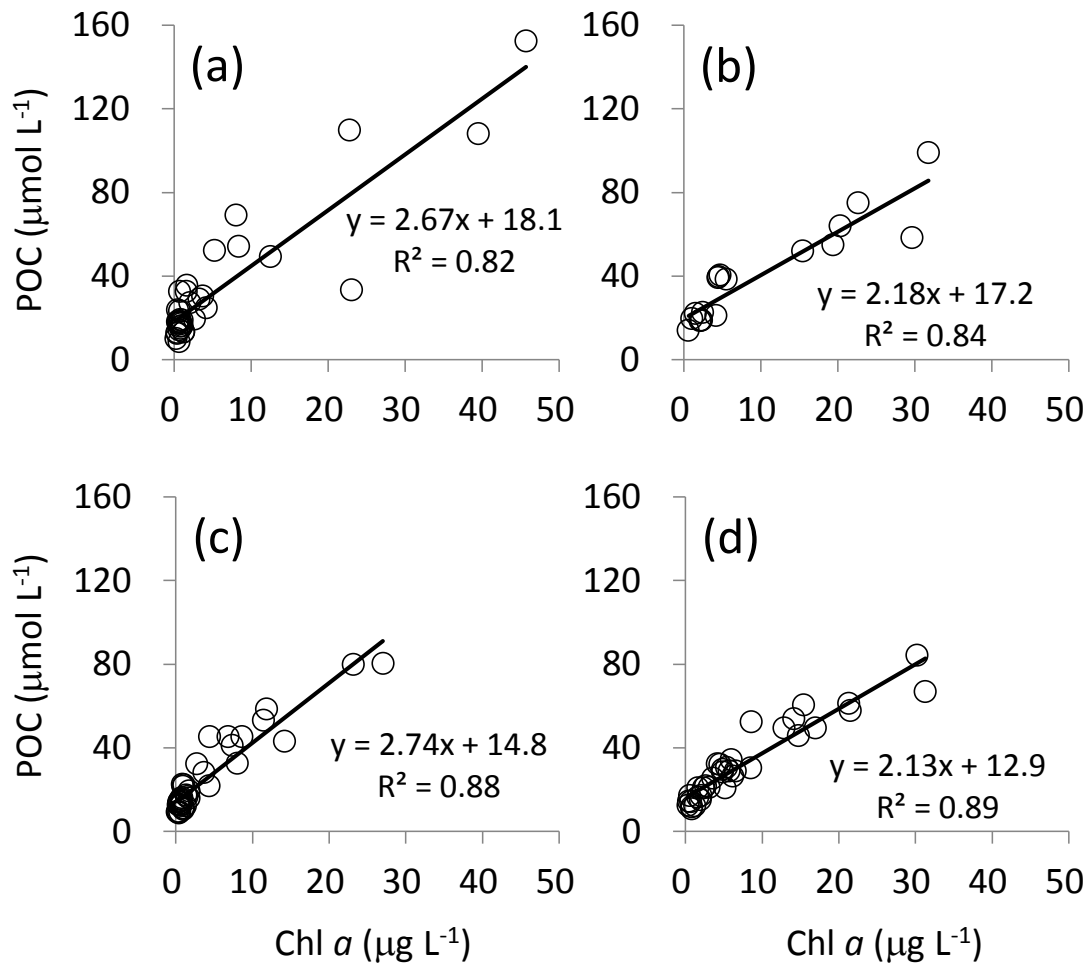 (a)
POC (μmol L⁻¹)
160
120
80
40
0
y = 2.67x + 18.1
R² = 0.82
0 10 20 30 40 50
(b)
160
120
80
40
0
y = 2.18x + 17.2
R² = 0.84
0 10 20 30 40 50
(c)
POC (μmol L⁻¹)
160
120
80
40
0
y = 2.74x + 14.8
R² = 0.88
0 10 20 30 40 50
Chl a (μg L⁻¹)
(d)
160
120
80
40
0
y = 2.13x + 12.9
R² = 0.89
0 10 20 30 40 50
Chl a (μg L⁻¹)